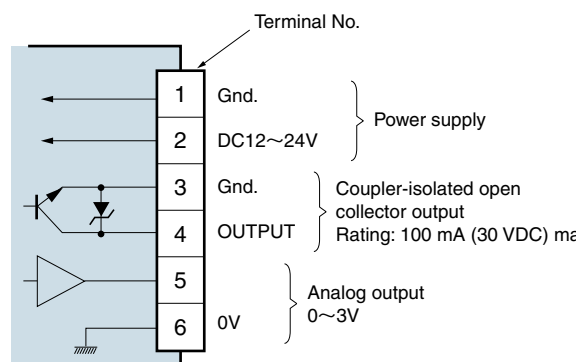 Terminal No.
1 Gnd.
2 DC12～24V
Power supply
3 Gnd.
4 OUTPUT
Coupler-isolated open
collector output
Rating: 100 mA (30 VDC)
5
6 0V
Analog output
0～3V